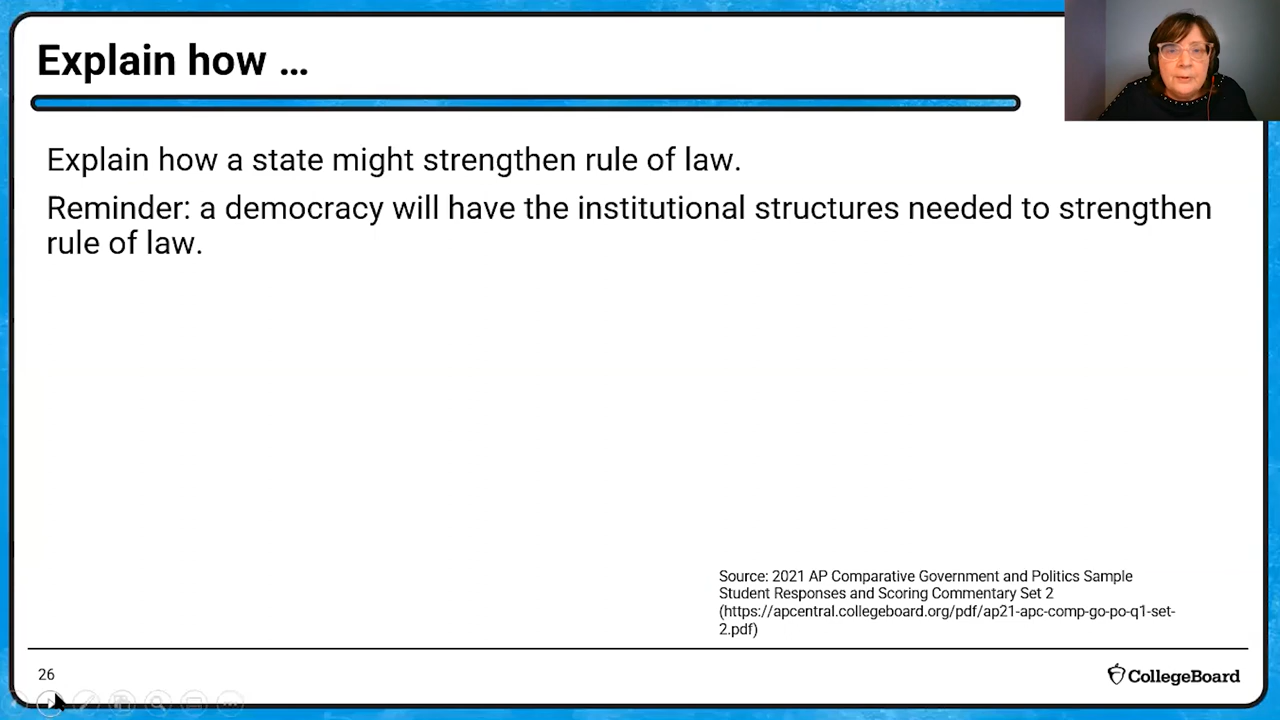 Explain how ...
Explain how a state might strengthen rule of law.
Reminder: a democracy will have the institutional structures needed to strengthen
rule of law.
Source: 2021 AP Comparative Government and Politics Sample
Student Responses and Scoring Commentary Set 2
(https://apcentral.collegeboard.org/pdf/ap21-apc-comp-go-po-q1-set-
2.pdf)
26
CollegeBoard